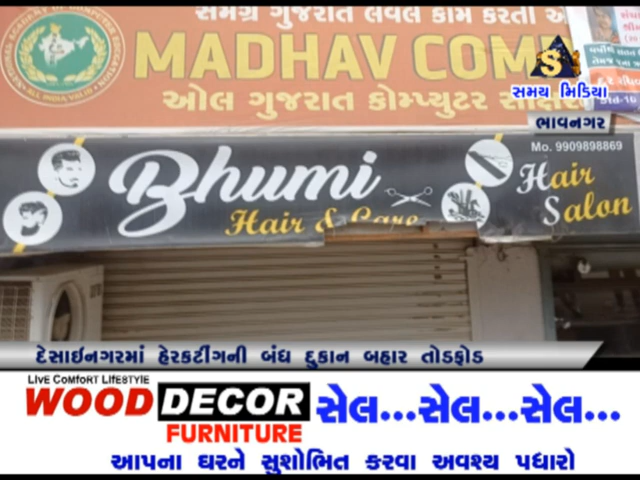 સમગ્ર ગુજરાત લેવલે કામ કરતી
MADHAV COM
ઓલ ગુજરાત કોમ્પ્યુટર
S
સમય મિડિયા
ભાવનગર
Mo. 9909898869
Bhumi
Hair & Care
Hair
Salon
દેસાઇનગરમાં હેરકટીંગની બંધ દુકાન બહાર તોડફોડ
LIVE COMFORT LIFESTYLE
WOOD DECOR
FURNITURE
સેલ...સેલ...સેલ...
આપના ઘરને સુશોભિત કરવા અવશ્ય પધારો